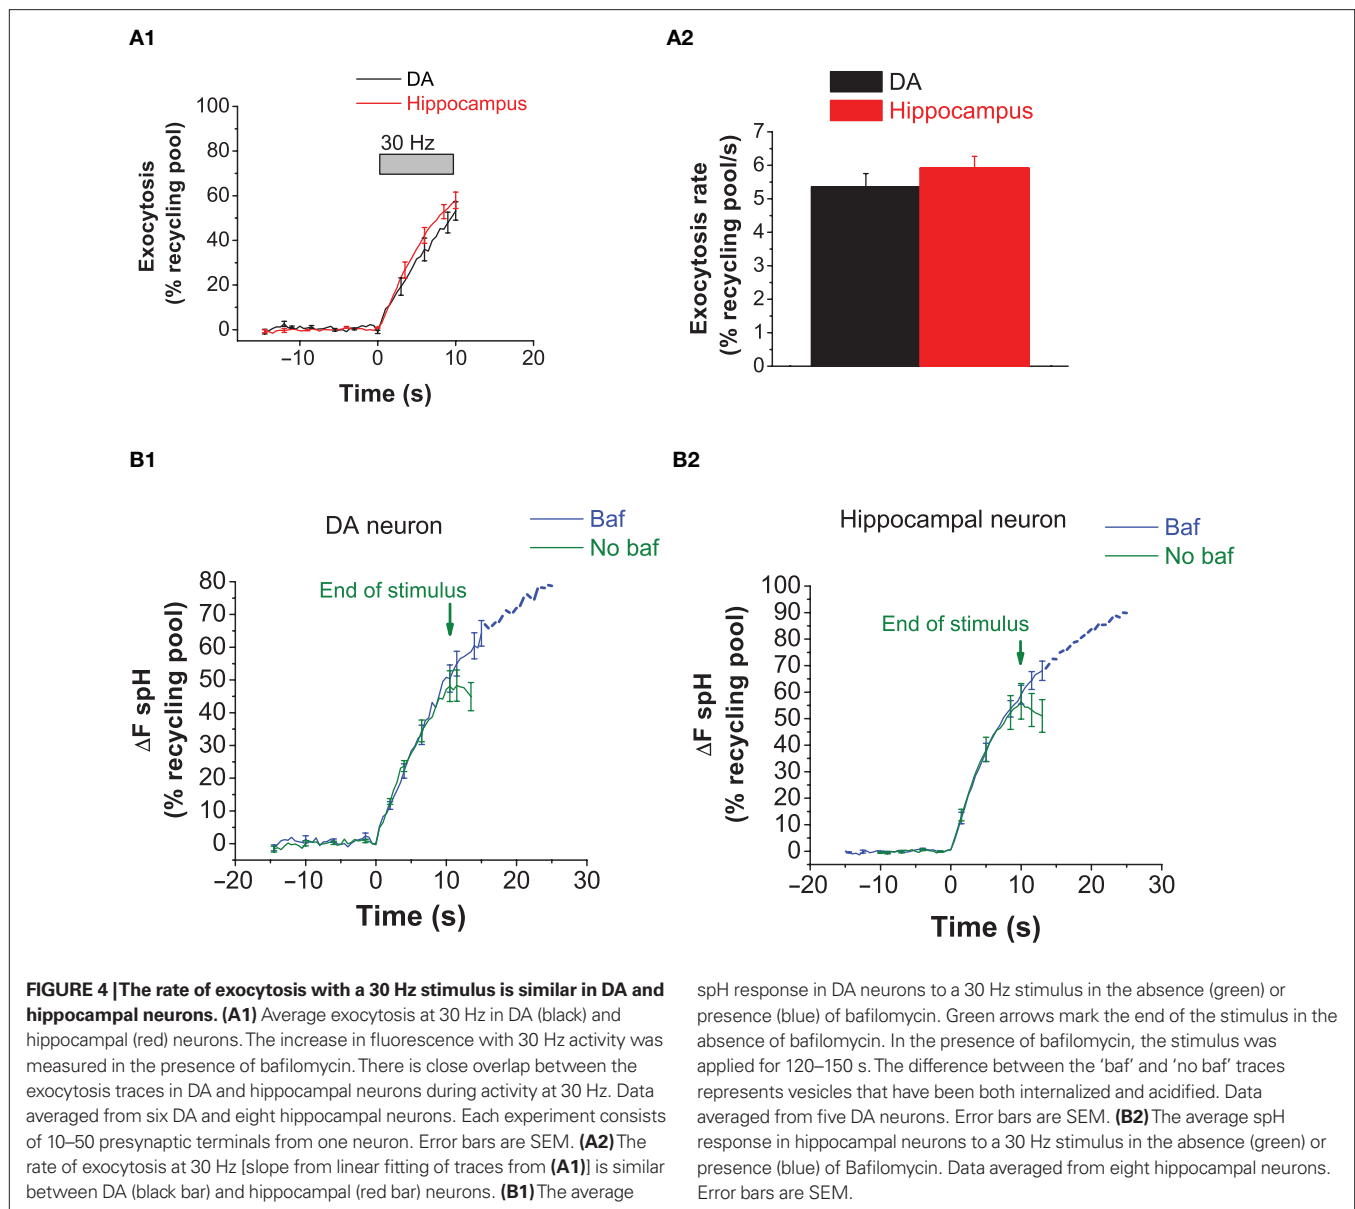 A1
DA
Hippocampus
100
80
60
40
20
0
30 Hz
Exocytosis
(% recycling pool)
−10
0
10
20
Time (s)
A2
DA
Hippocampus
7
6
5
4
3
2
1
0
Exocytosis rate
(% recycling pool/s)
B1
DA neuron
Baf
No baf
End of stimulus
80
70
60
50
40
30
20
10
0
ΔF spH
(% recycling pool)
−20
−10
0
10
20
30
Time (s)
B2
Hippocampal neuron
Baf
No baf
End of stimulus
100
90
80
70
60
50
40
30
20
10
0
ΔF spH
(% recycling pool)
−20
−10
0
10
20
30
Time (s)
FIGURE 4 | The rate of exocytosis with a 30 Hz stimulus is similar in DA and
hippocampal neurons. (A1) Average exocytosis at 30 Hz in DA (black) and
hippocampal (red) neurons. The increase in fluorescence with 30 Hz activity was
measured in the presence of bafilomycin. There is close overlap between the
exocytosis traces in DA and hippocampal neurons during activity at 30 Hz. Data
averaged from six DA and eight hippocampal neurons. Each experiment consists
of 10–50 presynaptic terminals from one neuron. Error bars are SEM. (A2) The
rate of exocytosis at 30 Hz [slope from linear fitting of traces from (A1)] is similar
between DA (black bar) and hippocampal (red bar) neurons. (B1) The average
spH response in DA neurons to a 30 Hz stimulus in the absence (green) or
presence (blue) of bafilomycin. Green arrows mark the end of the stimulus in the
absence of bafilomycin. In the presence of bafilomycin, the stimulus was
applied for 120–150 s. The difference between the ‘baf’ and ‘no baf’ traces
represents vesicles that have been both internalized and acidified. Data
averaged from five DA neurons. Error bars are SEM. (B2) The average spH
response in hippocampal neurons to a 30 Hz stimulus in the absence (green) or
presence (blue) of Bafilomycin. Data averaged from eight hippocampal neurons.
Error bars are SEM.